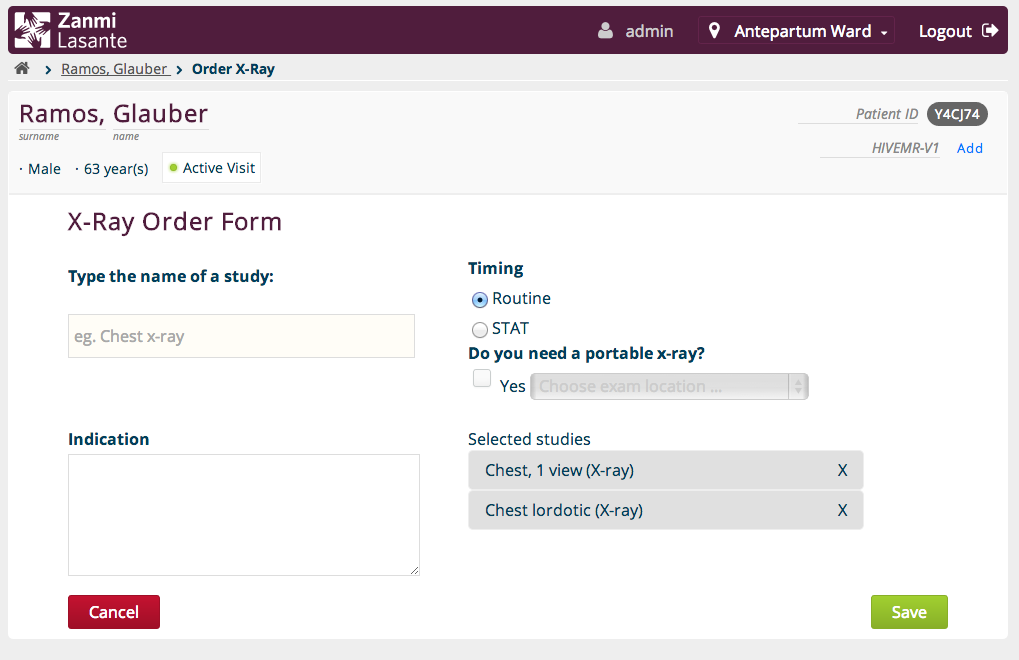 Zanmi
Lasante
admin
Antepartum Ward
Logout
Ramos, Glauber
Order X-Ray
Ramos, Glauber
surname name
Patient ID Y4CJ74
HIVEMR-V1 Add
· Male · 63 year(s) Active Visit
X-Ray Order Form
Type the name of a study:
eg. Chest x-ray
Timing
Routine
STAT
Do you need a portable x-ray?
Yes Choose exam location ...
Indication
Selected studies
Chest, 1 view (X-ray) X
Chest lordotic (X-ray) X
Cancel
Save